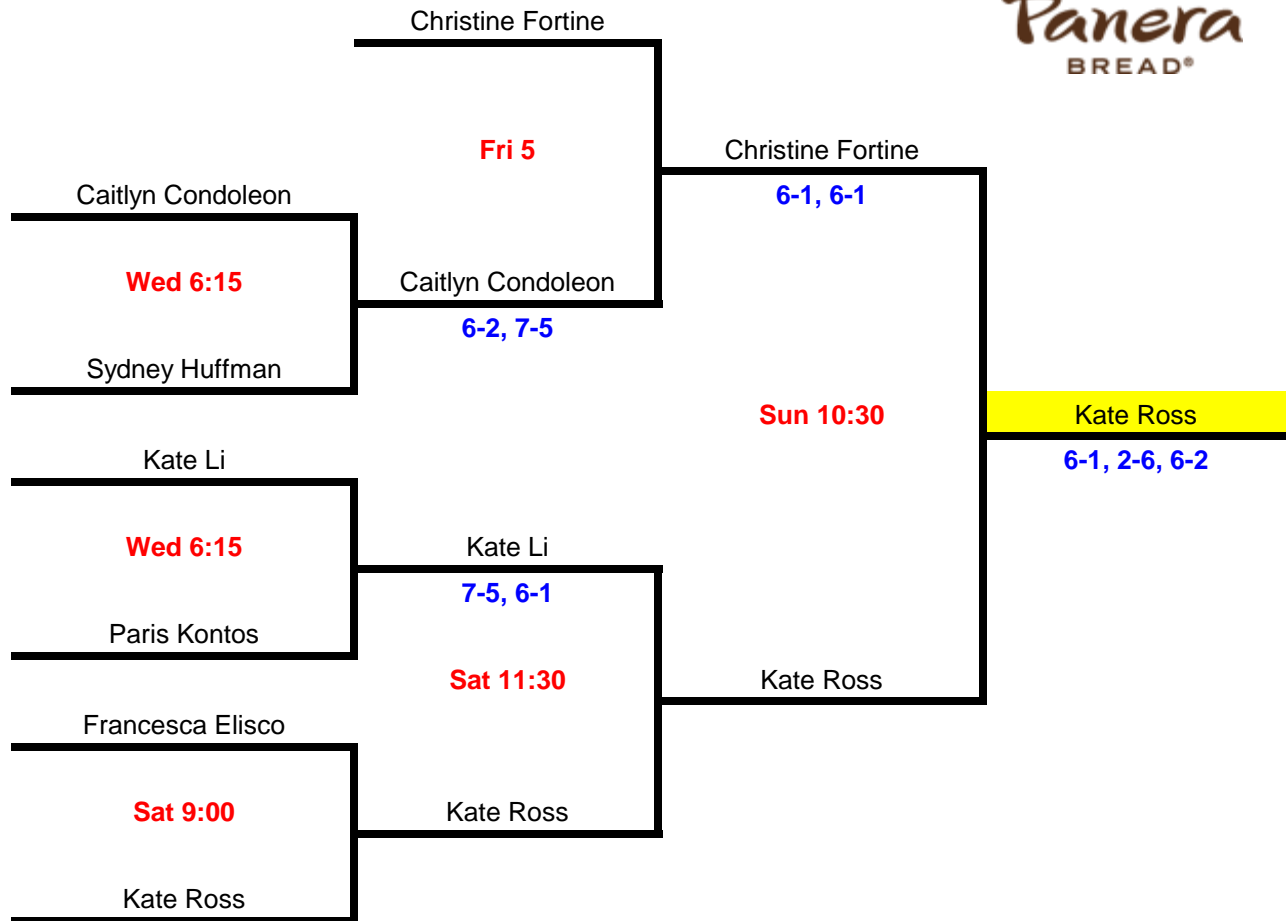 Christine Fortine
Panera
BREAD®
Fri 5
Christine Fortine
6-1, 6-1
Caitlyn Condoleon
Wed 6:15
Caitlyn Condoleon
6-2, 7-5
Sydney Huffman
Sun 10:30
Kate Ross
6-1, 2-6, 6-2
Kate Li
Wed 6:15
Kate Li
7-5, 6-1
Paris Kontos
Sat 11:30
Kate Ross
Francesca Elisco
Sat 9:00
Kate Ross
Kate Ross